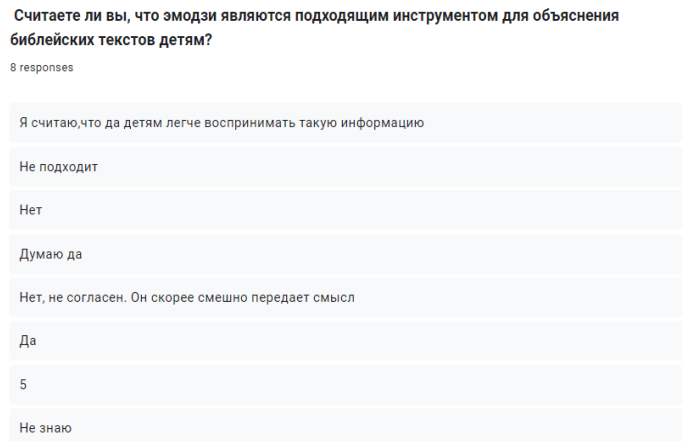 Считаете ли вы, что эмодзи являются подходящим инструментом для объяснения
библейских текстов детям?
8 responses
Я считаю,что да детям легче воспринимать такую информацию
Не подходит
Нет
Думаю да
Нет, не согласен. Он скорее смешно передает смысл
Да
5
Не знаю